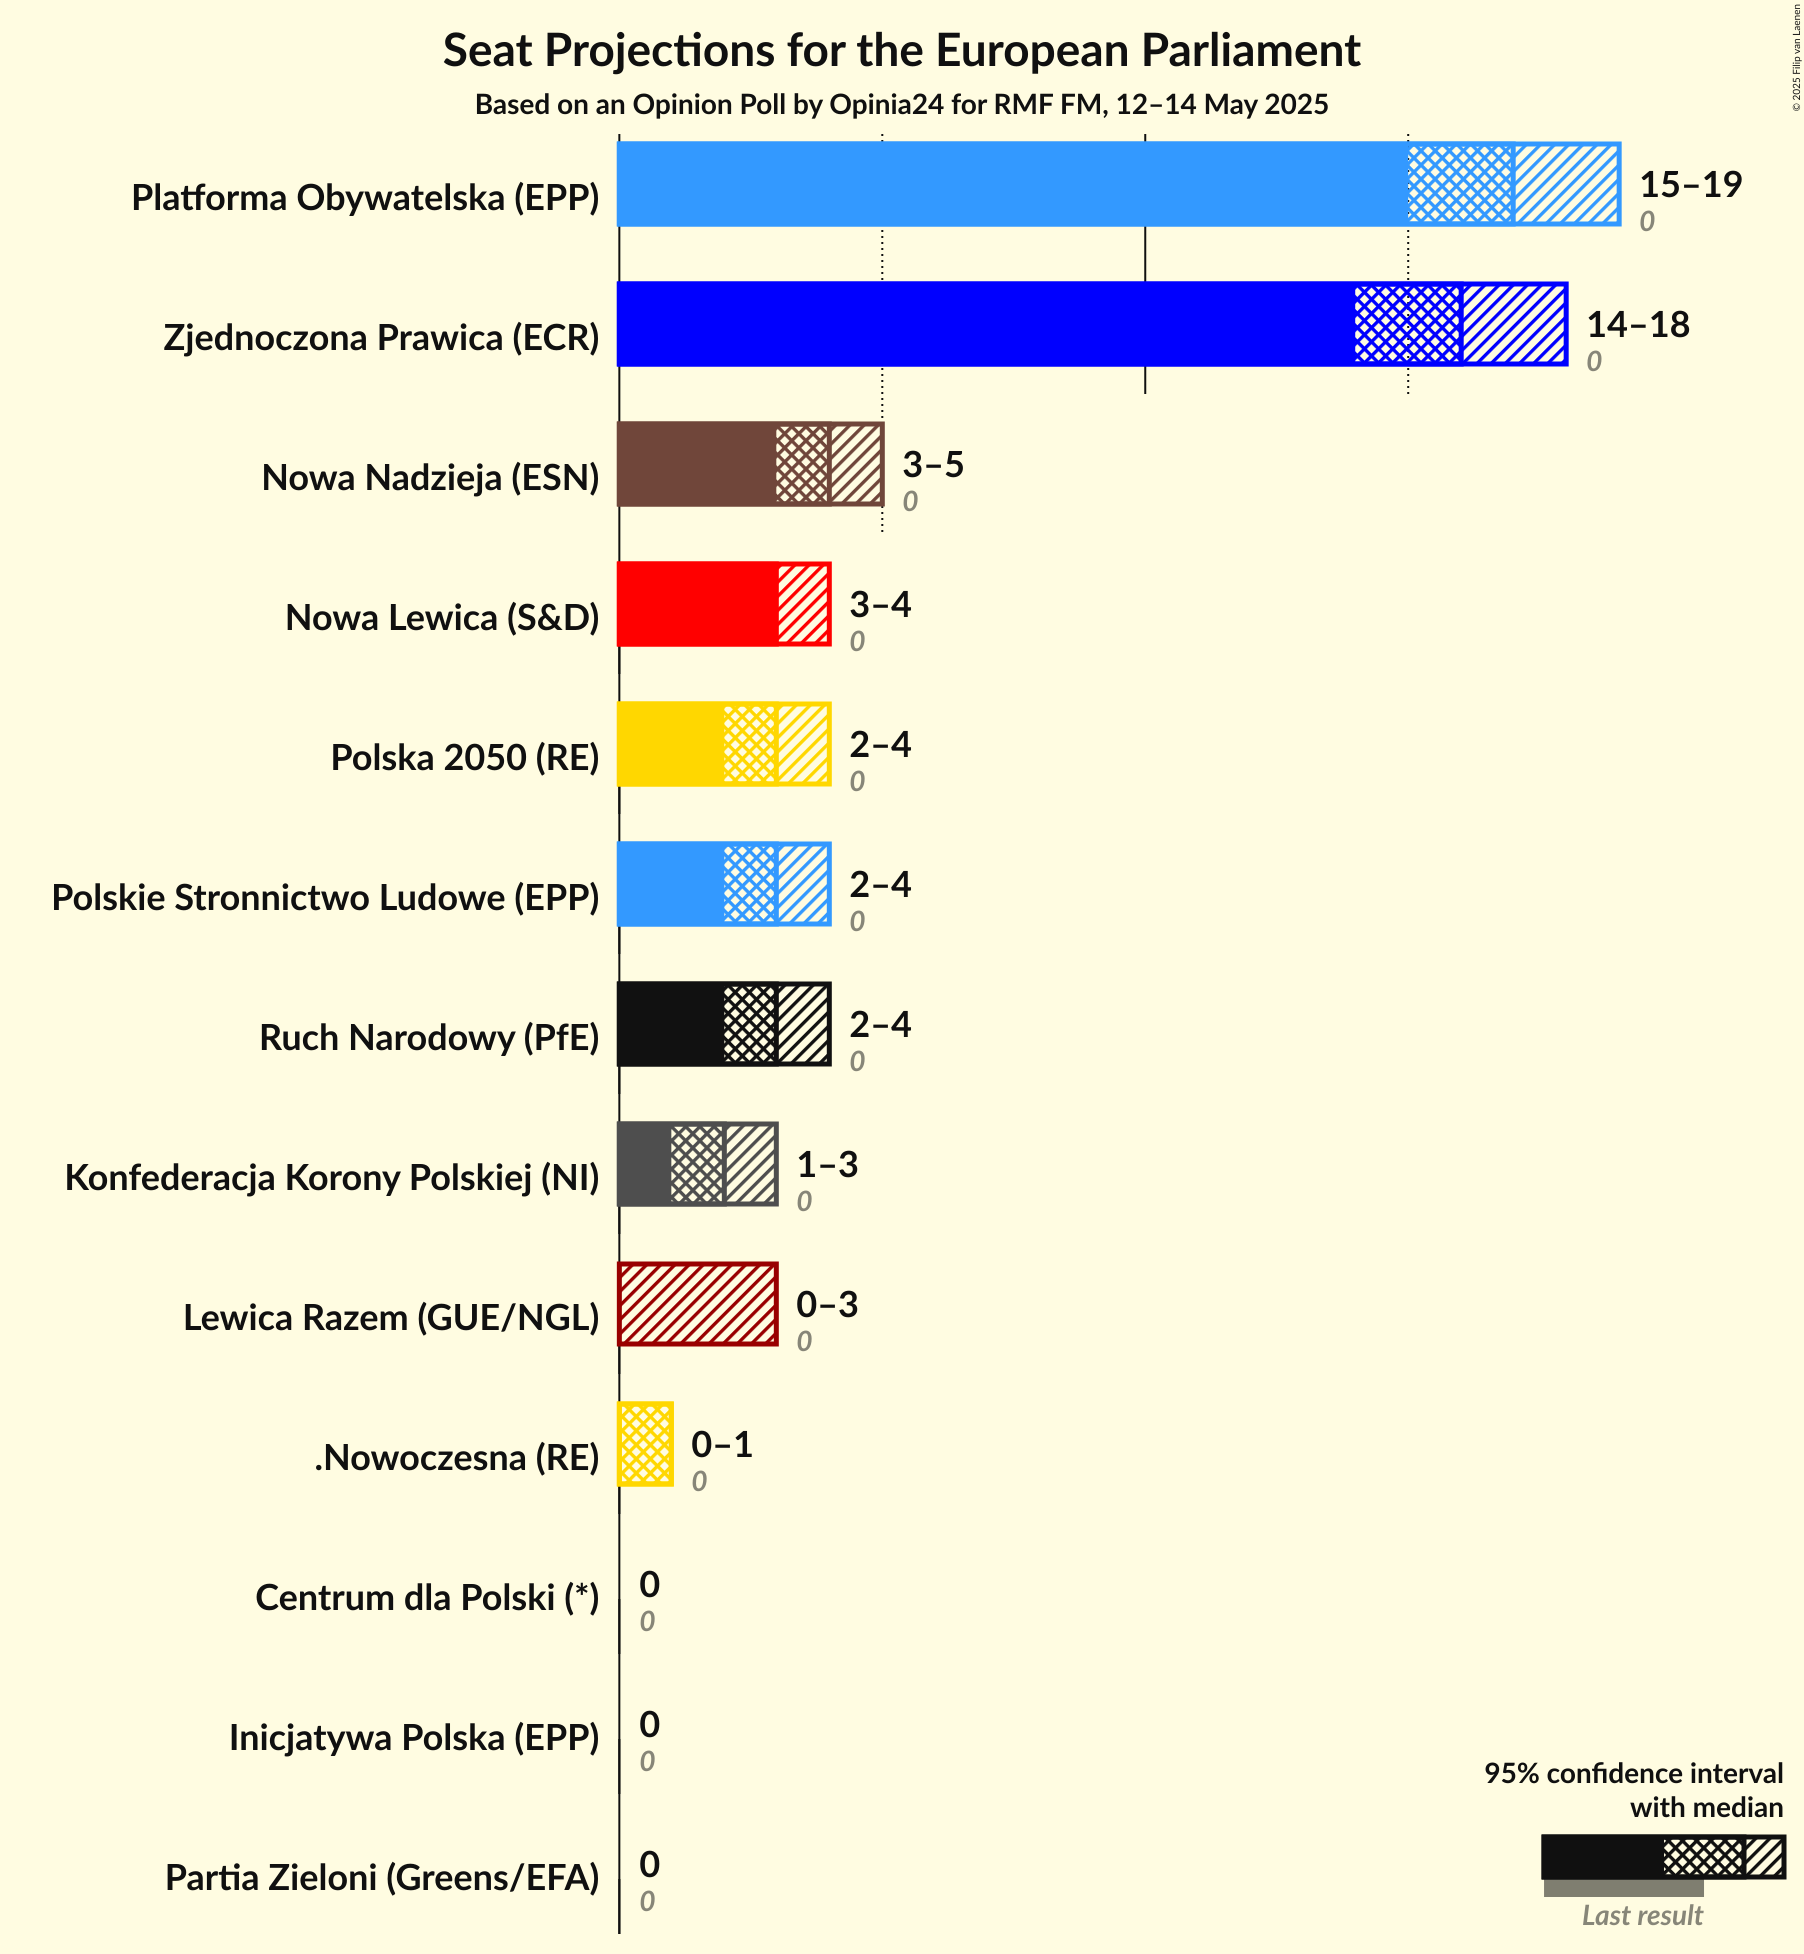 Seat Projections for the European Parliament
Based on an Opinion Poll by Opinia24 for RMF FM, 12–14 May 2025
© 2025 Filip van Laenen
Platforma Obywatelska (EPP)
15–19
0
Zjednoczona Prawica (ECR)
14–18
0
Nowa Nadzieja (ESN)
3–5
0
Nowa Lewica (S&D)
3–4
0
Polska 2050 (RE)
2–4
0
Polskie Stronnictwo Ludowe (EPP)
2–4
0
Ruch Narodowy (PfE)
2–4
0
Konfederacja Korony Polskiej (NI)
1–3
0
Lewica Razem (GUE/NGL)
0–3
0
.Nowoczesna (RE)
0–1
0
Centrum dla Polski (*)
0
0
Inicjatywa Polska (EPP)
0
0
Partia Zieloni (Greens/EFA)
0
0
95% confidence interval
with median
Last result